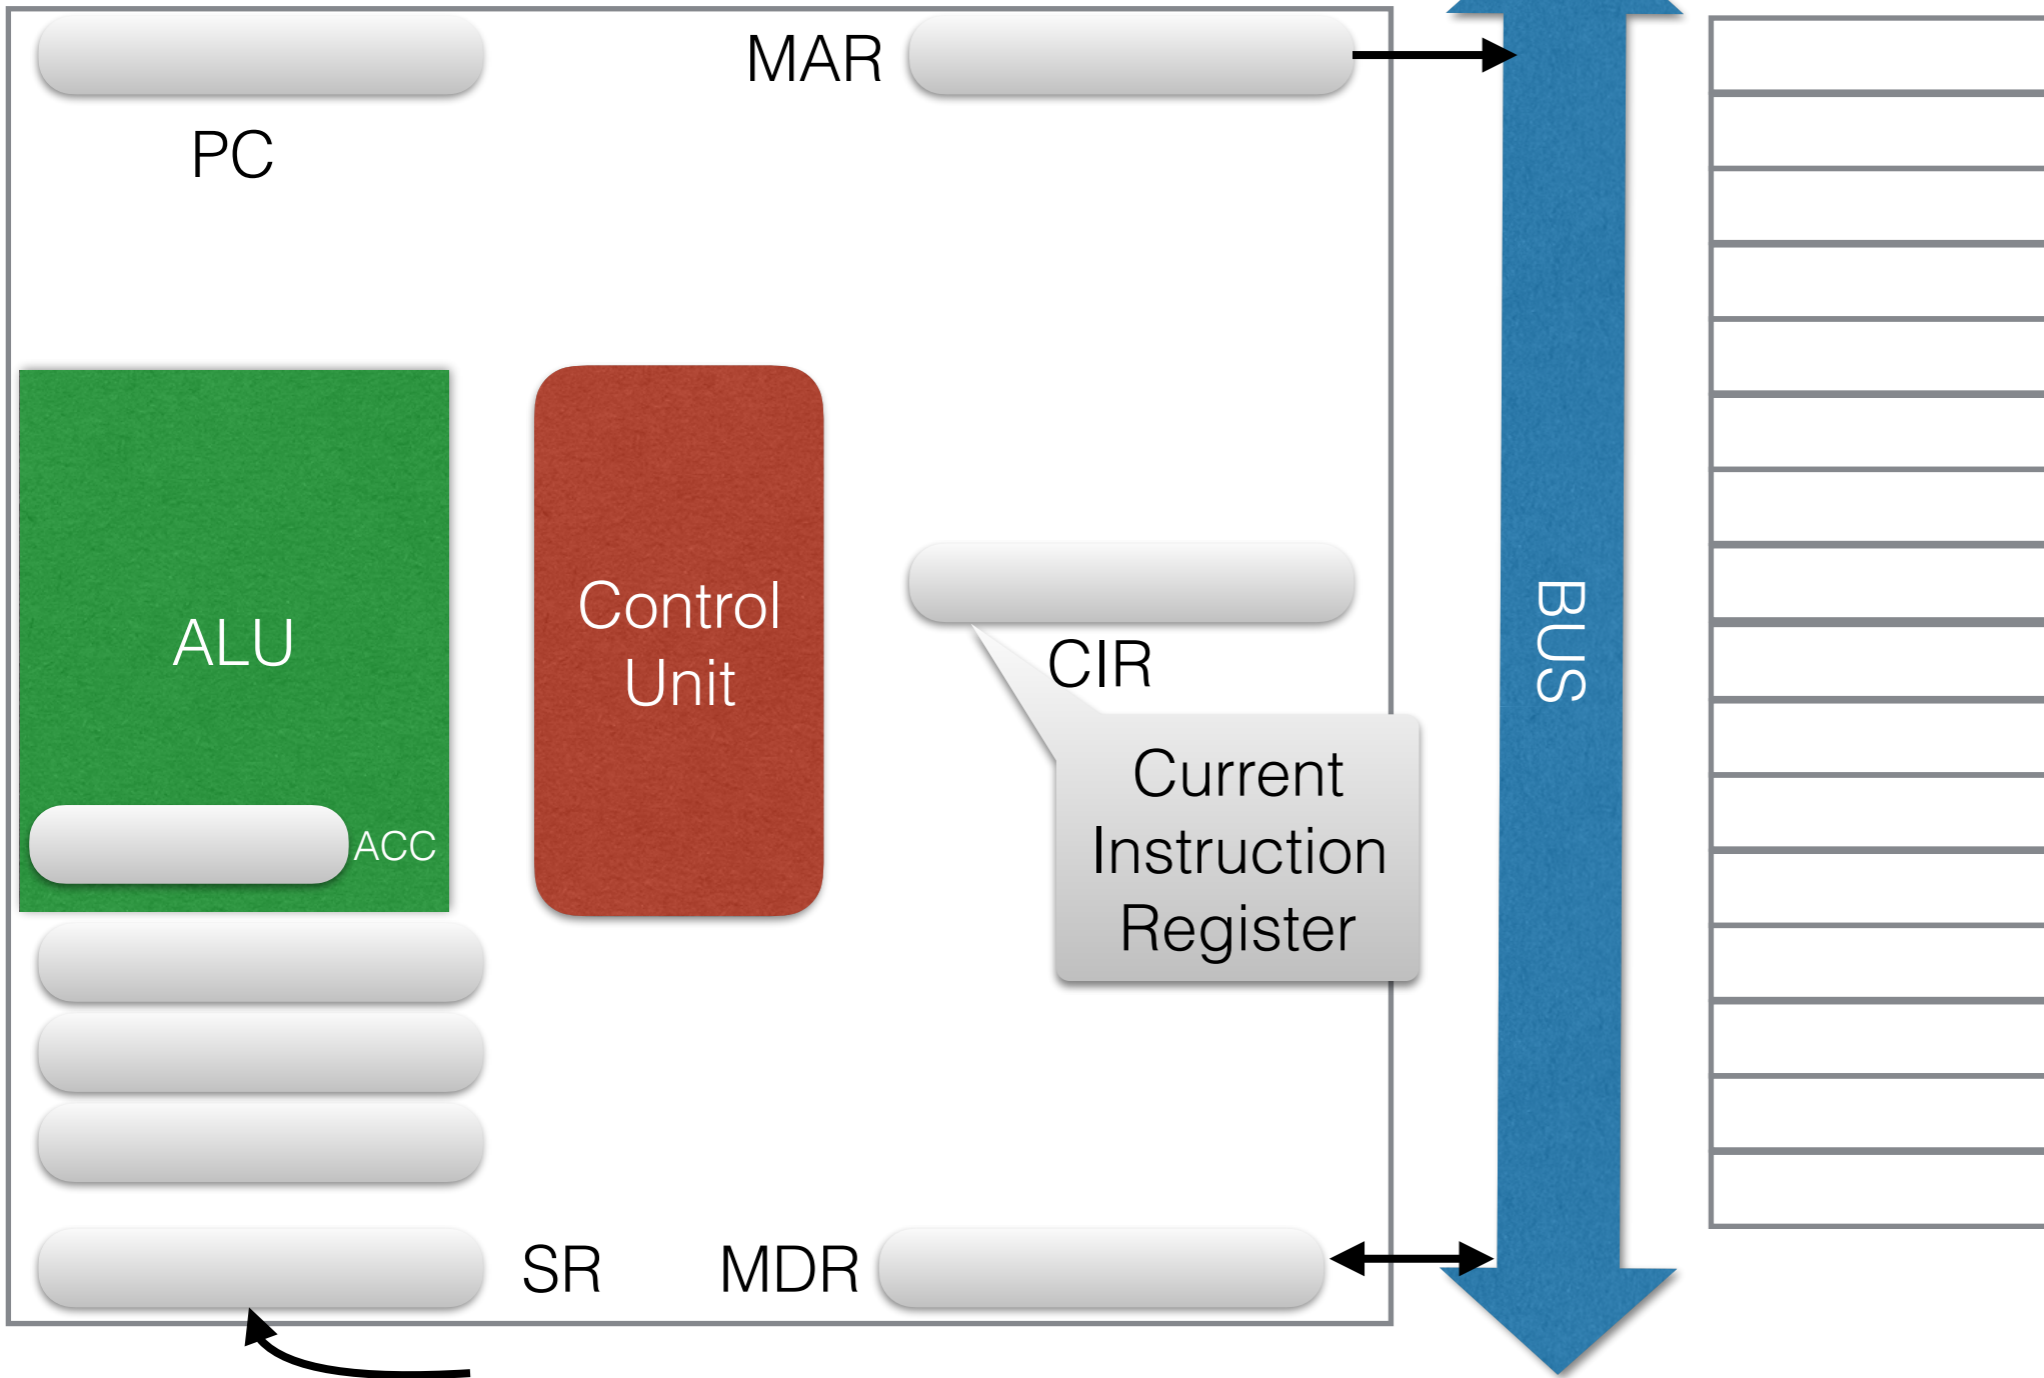 MAR
PC
ALU
Control
Unit
CIR
BUS
Current
Instruction
Register
ACC
SR
MDR